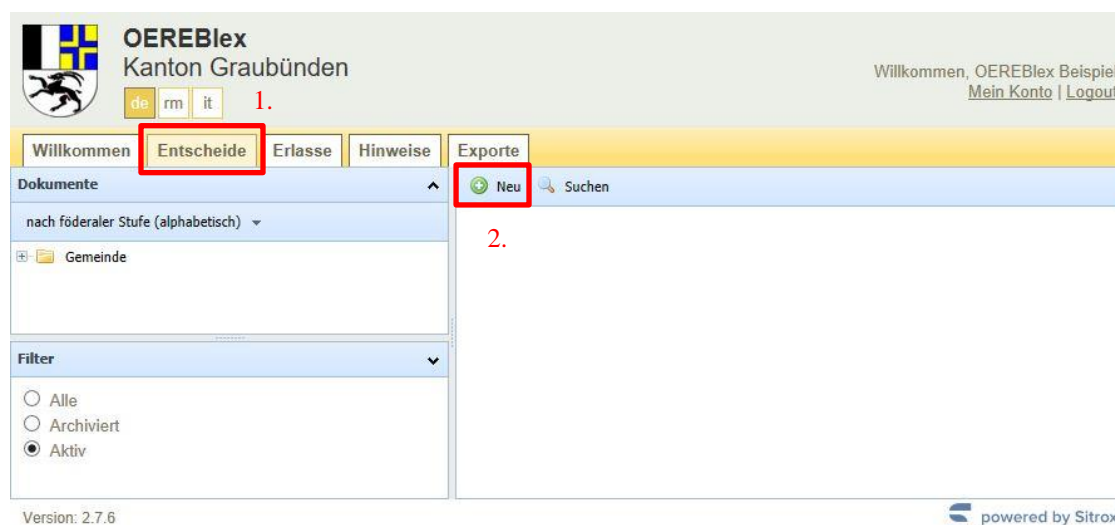 OEREBlex
Kanton Graubünden
de rm it 1.
Willkommen, OEREBlex Beispiel
Mein Konto | Logout
Willkommen Entscheide Erlasse Hinweise Exporte
Dokumente
Neu Suchen
nach föderaler Stufe (alphabetisch)
2.
Gemeinde
Filter
Alle
Archiviert
Aktiv
Version: 2.7.6
powered by Sitrox